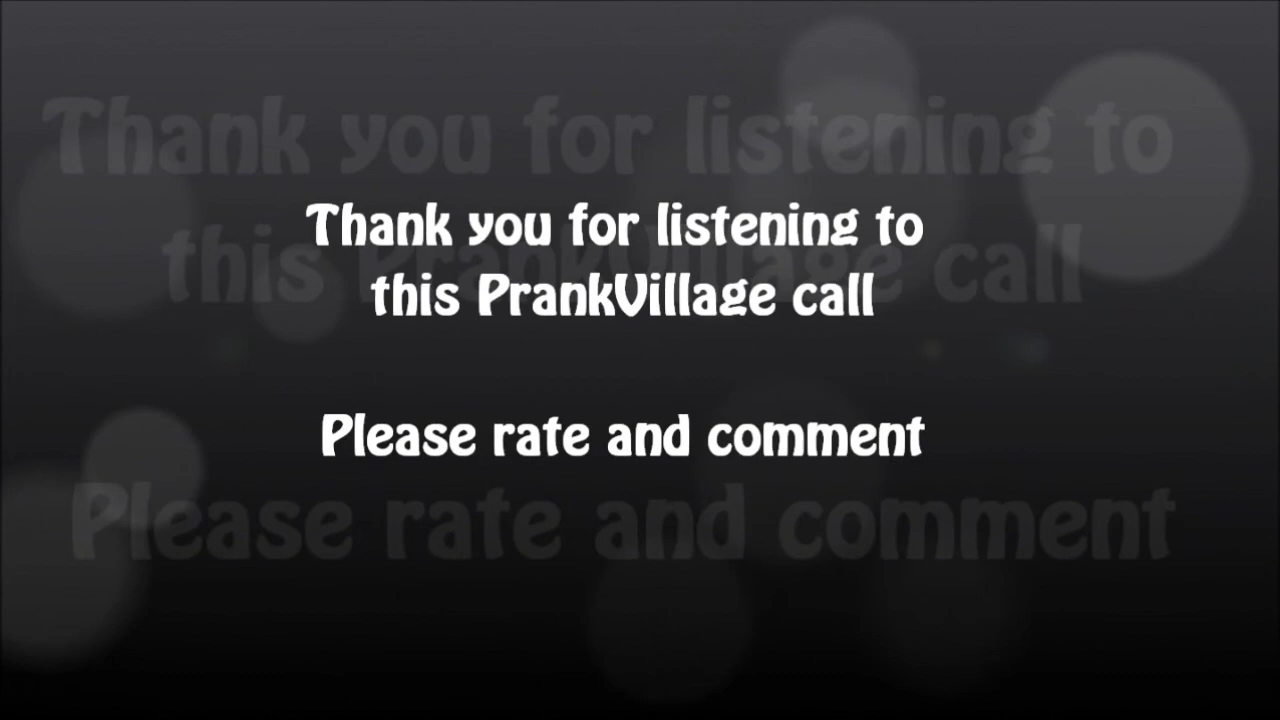 Thank you for listening to
this PrankVillage call
Please rate and comment